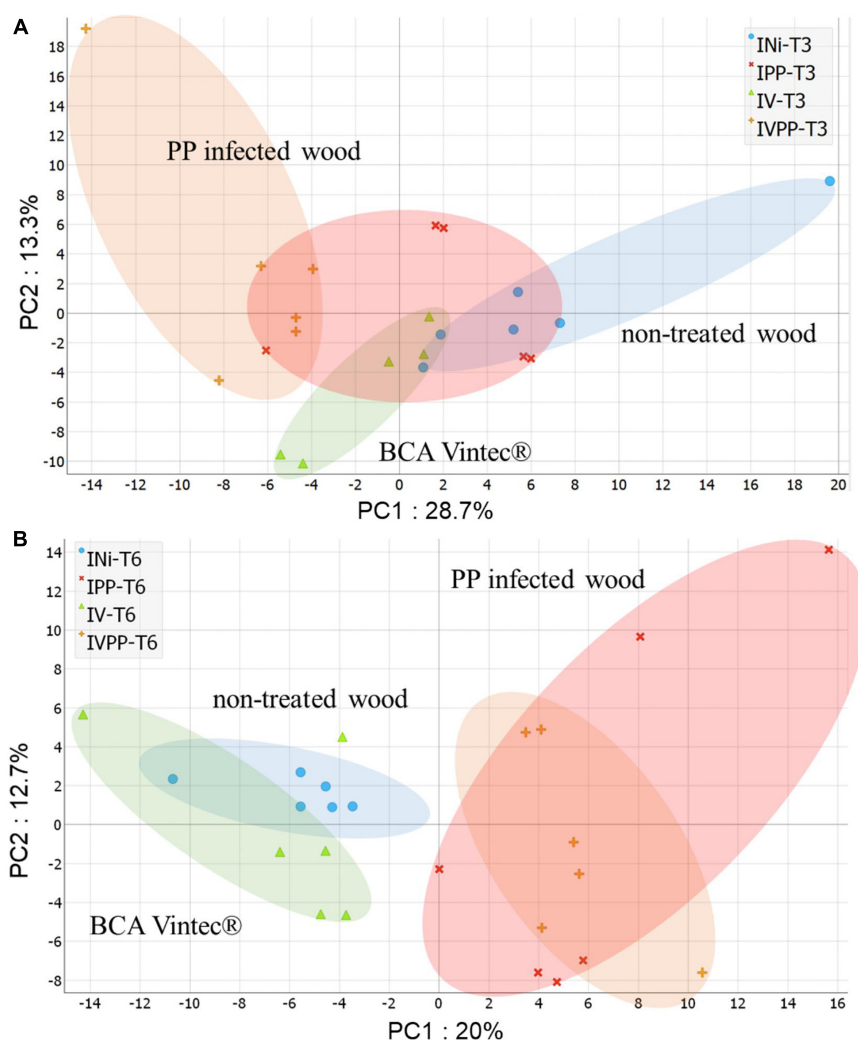 A
18
16
14
12
10
8
6
4
2
0
-2
-4
-6
-8
-10
PC2 : 13.3%
INi-T3
IPP-T3
IV-T3
IVPP-T3
PP infected wood
non-treated wood
BCA Vintec®
-14 -12 -10 -8 -6 -4 -2 0 2 4 6 8 10 12 14 16 18 20
PC1 : 28.7%
B
14
12
10
8
6
4
2
0
-2
-4
-6
-8
PC2 : 12.7%
INi-T6
IPP-T6
IV-T6
IVPP-T6
PP infected wood
non-treated wood
BCA Vintec®
-14 -12 -10 -8 -6 -4 -2 0 2 4 6 8 10 12 14 16
PC1 : 20%